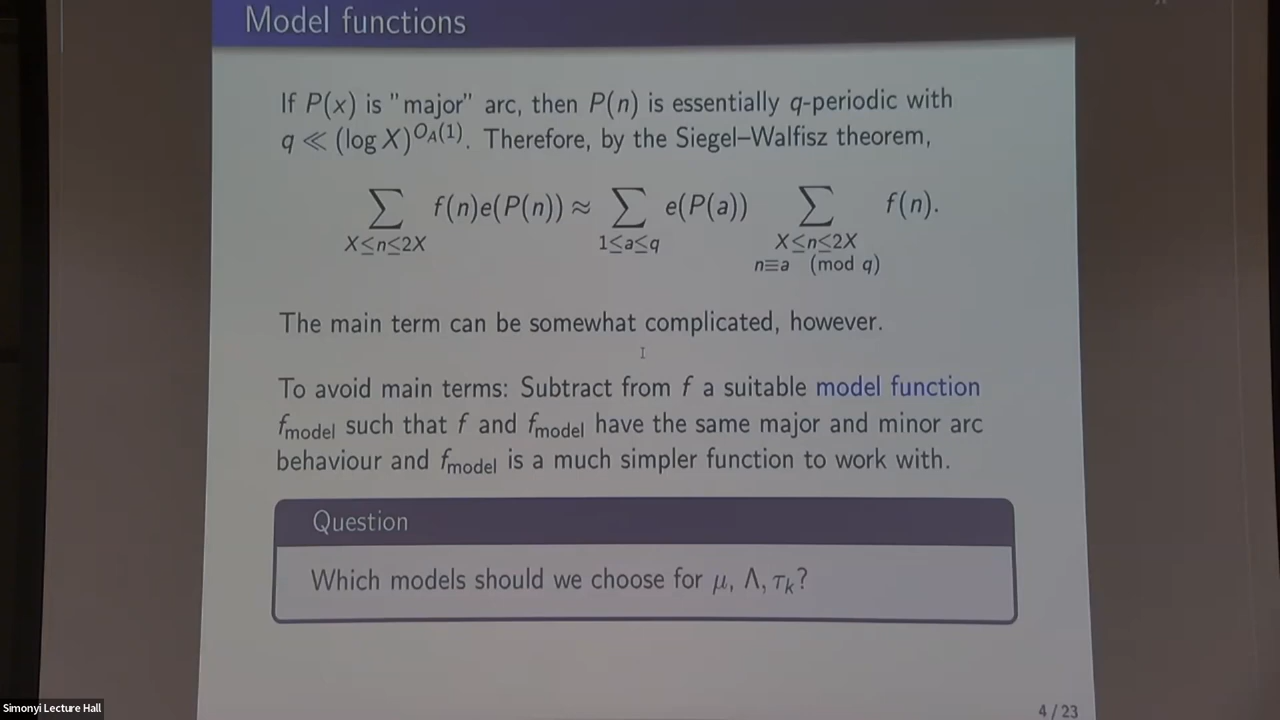 Model functions
If P(x) is "major" arc, then P(n) is essentially q-periodic with
q ≪ (log X)^{O_A(1)}. Therefore, by the Siegel–Walfisz theorem,
∑_{X≤n≤2X} f(n)e(P(n)) ≈ ∑_{1≤a≤q} e(P(a)) ∑_{X≤n≤2X, n≡a (mod q)} f(n).
The main term can be somewhat complicated, however.
To avoid main terms: Subtract from f a suitable model function
f_model such that f and f_model have the same major and minor arc
behaviour and f_model is a much simpler function to work with.
Question
Which models should we choose for μ, Λ, τ_k?
Simonyi Lecture Hall
4 / 23